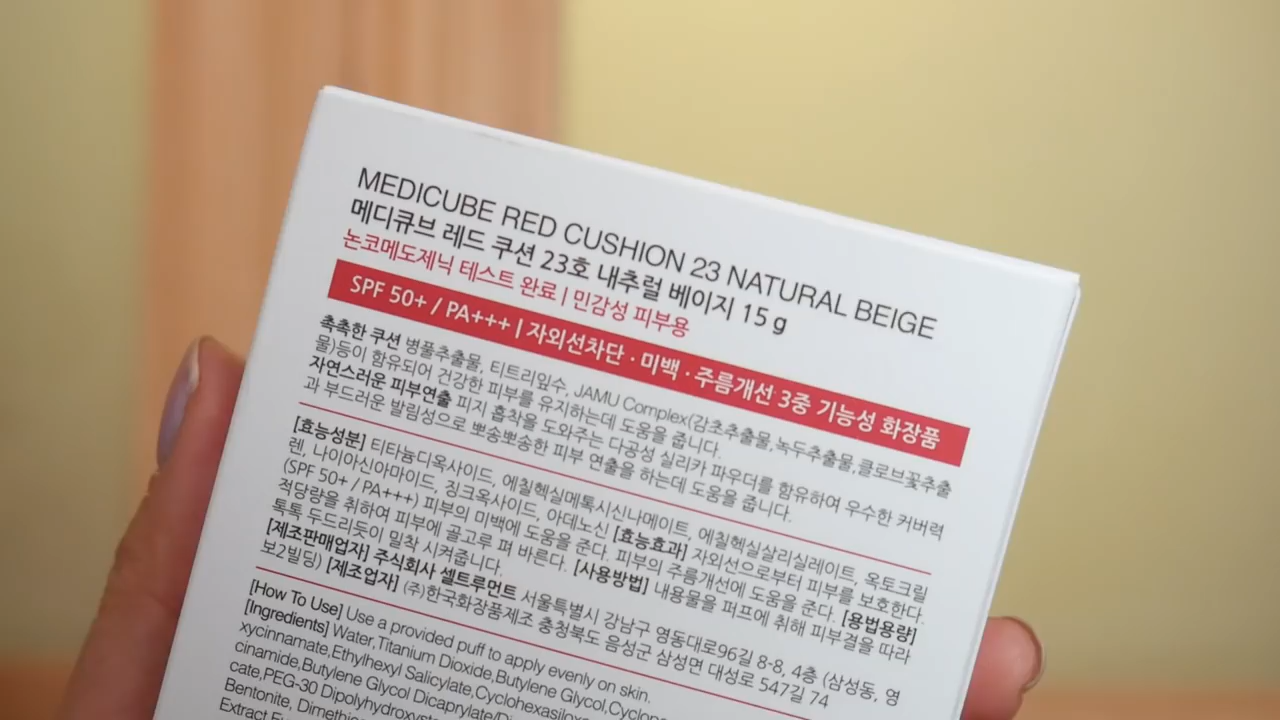 MEDICUBE RED CUSHION 23 NATURAL BEIGE
메디큐브 레드 쿠션 23호 내추럴 베이지 15 g
논코메도제닉 테스트 완료 | 민감성 피부용
SPF 50+ / PA+++ | 자외선차단 · 미백 · 주름개선 3중 기능성 화장품
촉촉한 쿠션 병풀추출물, 티트리잎수, JAMU Complex(감초추출물,녹두추출물,클로브꽃추출
물)등이 함유되어 건강한 피부를 유지하는데 도움을 줍니다.
자연스러운 피부연출 피지 흡착을 도와주는 다공성 실리카 파우더를 함유하여 우수한 커버력
과 부드러운 발림성으로 뽀송뽀송한 피부 연출을 하는데 도움을 줍니다.
[효능성분] 티타늄디옥사이드, 에칠헥실메톡시신나메이트, 에칠헥실살리실레이트, 옥토크릴
렌, 나이아신아마이드, 징크옥사이드, 아데노신 [효능효과] 자외선으로부터 피부를 보호한다.
(SPF 50+ / PA+++) 피부의 미백에 도움을 준다. 피부의 주름개선에 도움을 준다. [용법용량]
적당량을 취하여 피부에 골고루 펴 바른다. [사용방법] 내용물을 퍼프에 취해 피부결을 따라
톡톡 두드리듯이 밀착 시켜줍니다.
[제조판매업자] 주식회사 셀트루먼트 서울특별시 강남구 영동대로96길 8-8, 4층 (삼성동, 영
보2빌딩) [제조업자] (주)한국화장품제조 충청북도 음성군 삼성면 대성로 547길 74
[How To Use] Use a provided puff to apply evenly on skin.
[Ingredients] Water,Titanium Dioxide,Butylene Glycol,Cyclope
xycinnamate,Ethylhexyl Salicylate,Cyclohexasiloxa
cinamide,Butylene Glycol Dicaprylate/Di
cate,PEG-30 Dipolyhydroxyste
Bentonite, Dimethico
Extract